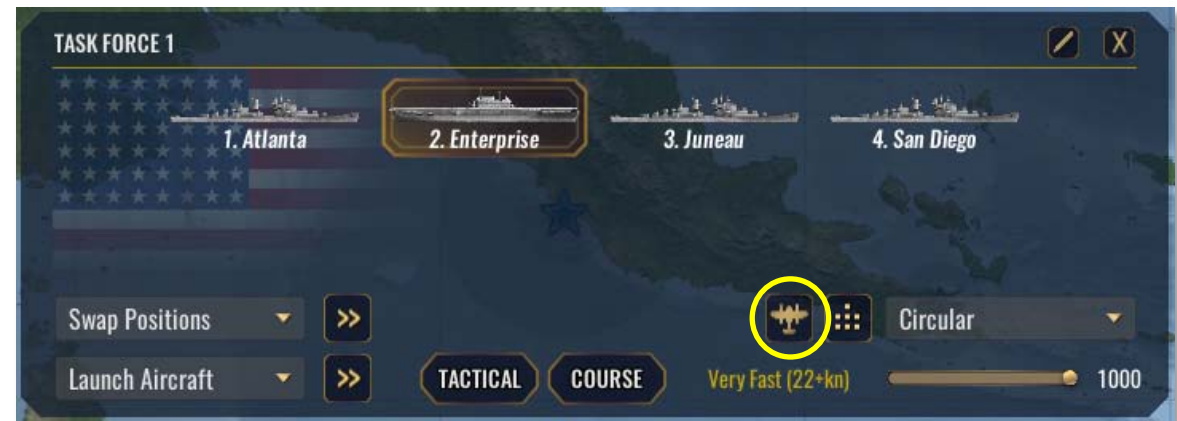 TASK FORCE 1
X
1. Atlanta
2. Enterprise
3. Juneau
4. San Diego
Swap Positions
Circular
Launch Aircraft
TACTICAL
COURSE
Very Fast (22+kn)
1000